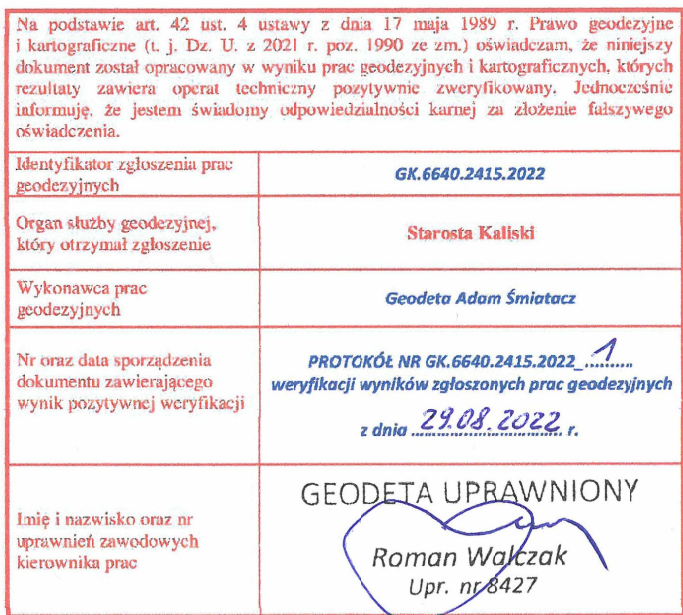 Na podstawie art. 42 ust. 4 ustawy z dnia 17 maja 1989 r. Prawo geodezyjne
i kartograficzne (t. j. Dz. U. z 2021 r. poz. 1990 ze zm.) oświadczam, że niniejszy
dokument został opracowany w wyniku prac geodezyjnych i kartograficznych, których
rezultaty zawiera operat techniczny pozytywnie zweryfikowany. Jednocześnie
informuję, że jestem świadomy odpowiedzialności karnej za złożenie fałszywego
oświadczenia.
Identyfikator zgłoszenia prac
geodezyjnych
GK.6640.2415.2022
Organ służby geodezyjnej,
który otrzymał zgłoszenie
Starosta Kaliski
Wykonawca prac
geodezyjnych
Geodeta Adam Śmiatacz
Nr oraz data sporządzenia
dokumentu zawierającego
wynik pozytywnej weryfikacji
PROTOKÓŁ NR GK.6640.2415.2022_ 1
weryfikacji wyników zgłoszonych prac geodezyjnych
z dnia 29.08.2022 r.
Imię i nazwisko oraz nr
uprawnień zawodowych
kierownika prac
GEODETA UPRAWNIONY
Roman Walczak
Upr. nr 8427